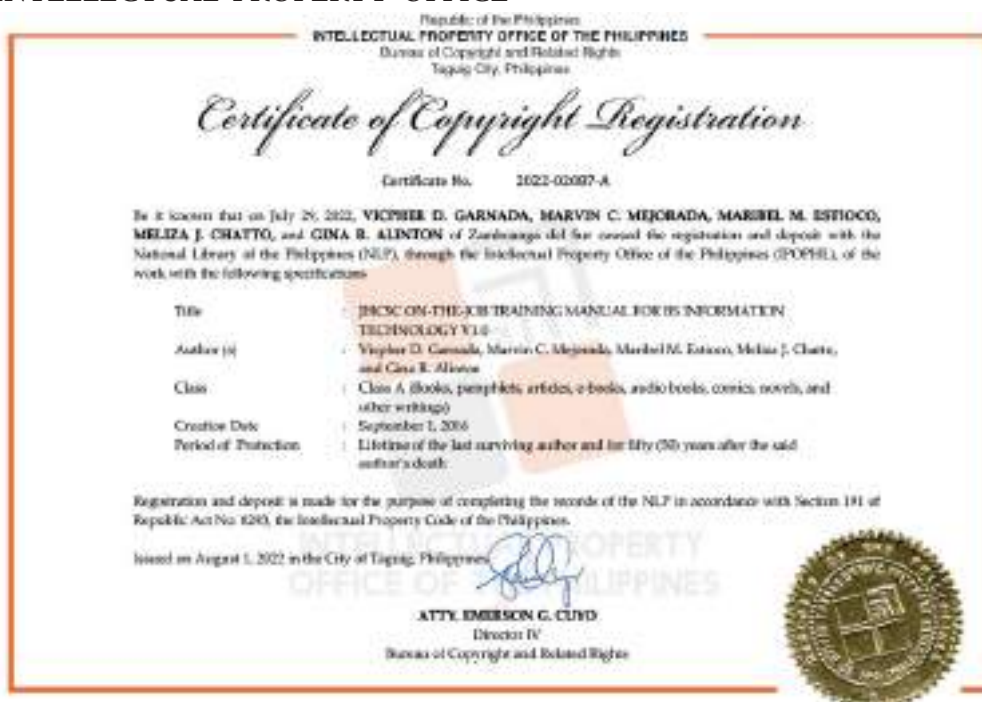 INTELLECTUAL PROPERTY OFFICE
Republic of the Philippines
INTELLECTUAL PROPERTY OFFICE OF THE PHILIPPINES
Bureau of Copyright and Related Rights
Taguig City, Philippines
Certificate of Copyright Registration
Certificate No. 2022-02087-A
Be it known that on July 29, 2022, VICPHER D. GARNADA, MARVIN C. MEJORADA, MARIBEL M. ESTIOCO,
MELIZA J. CHATTO, and GINA B. ALINTON of Zamboanga del Sur caused the registration and deposit with the
National Library of the Philippines (NLP), through the Intellectual Property Office of the Philippines (IPOPHL), of the
work with the following specifications
Title : JHCSC ON-THE-JOB TRAINING MANUAL FOR BS INFORMATION
TECHNOLOGY V1.0
Author (s) : Vicpher D. Garnada, Marvin C. Mejorada, Maribel M. Estioco, Meliza J. Chatto,
and Gina B. Alinton
Class : Class A (Books, pamphlets, articles, e-books, audio books, comics, novels, and
other writings)
Creation Date : September 1, 2016
Period of Protection : Lifetime of the last surviving author and for fifty (50) years after the said
author's death
Registration and deposit is made for the purpose of completing the records of the NLP in accordance with Section 191 of
Republic Act No. 8293, the Intellectual Property Code of the Philippines.
Issued on August 1, 2022 in the City of Taguig, Philippines
INTELLECTUAL PROPERTY
OFFICE OF THE PHILIPPINES
ATTY. EMERSON G. CUYO
Director IV
Bureau of Copyright and Related Rights